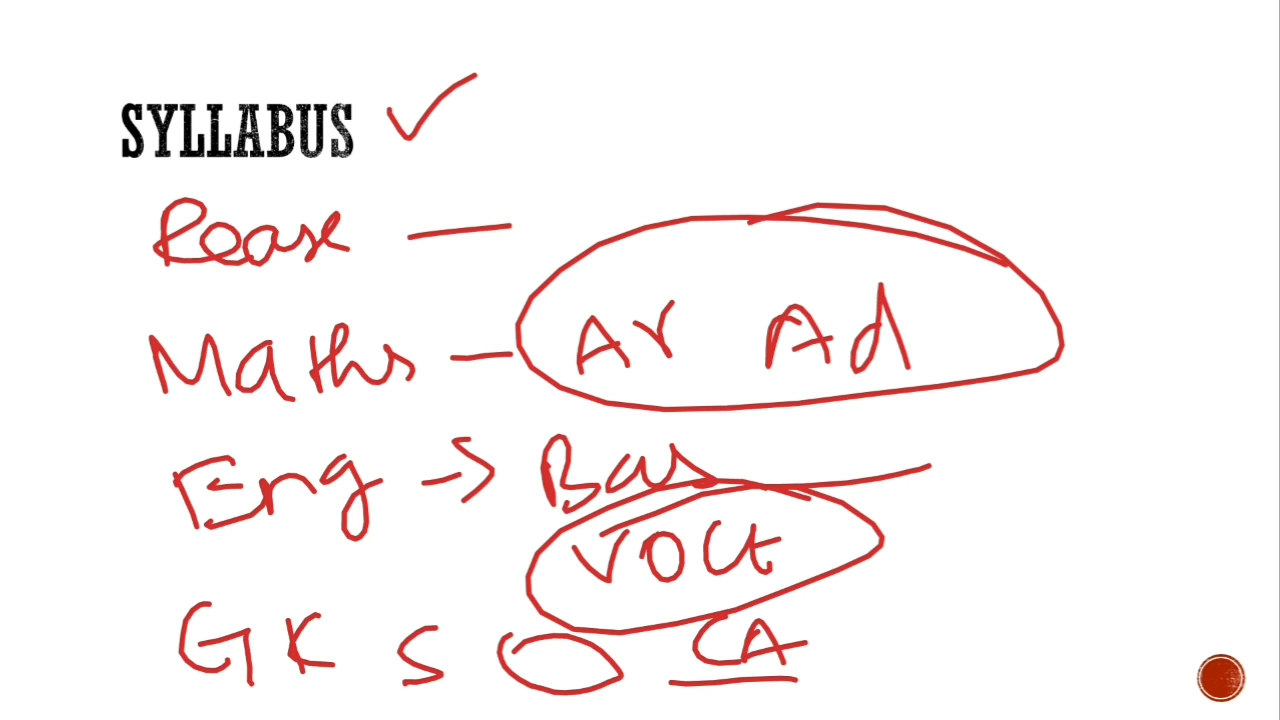 SYLLABUS
Reas
Maths - Ar Ad
Eng → Bas
Voct
GK S CA